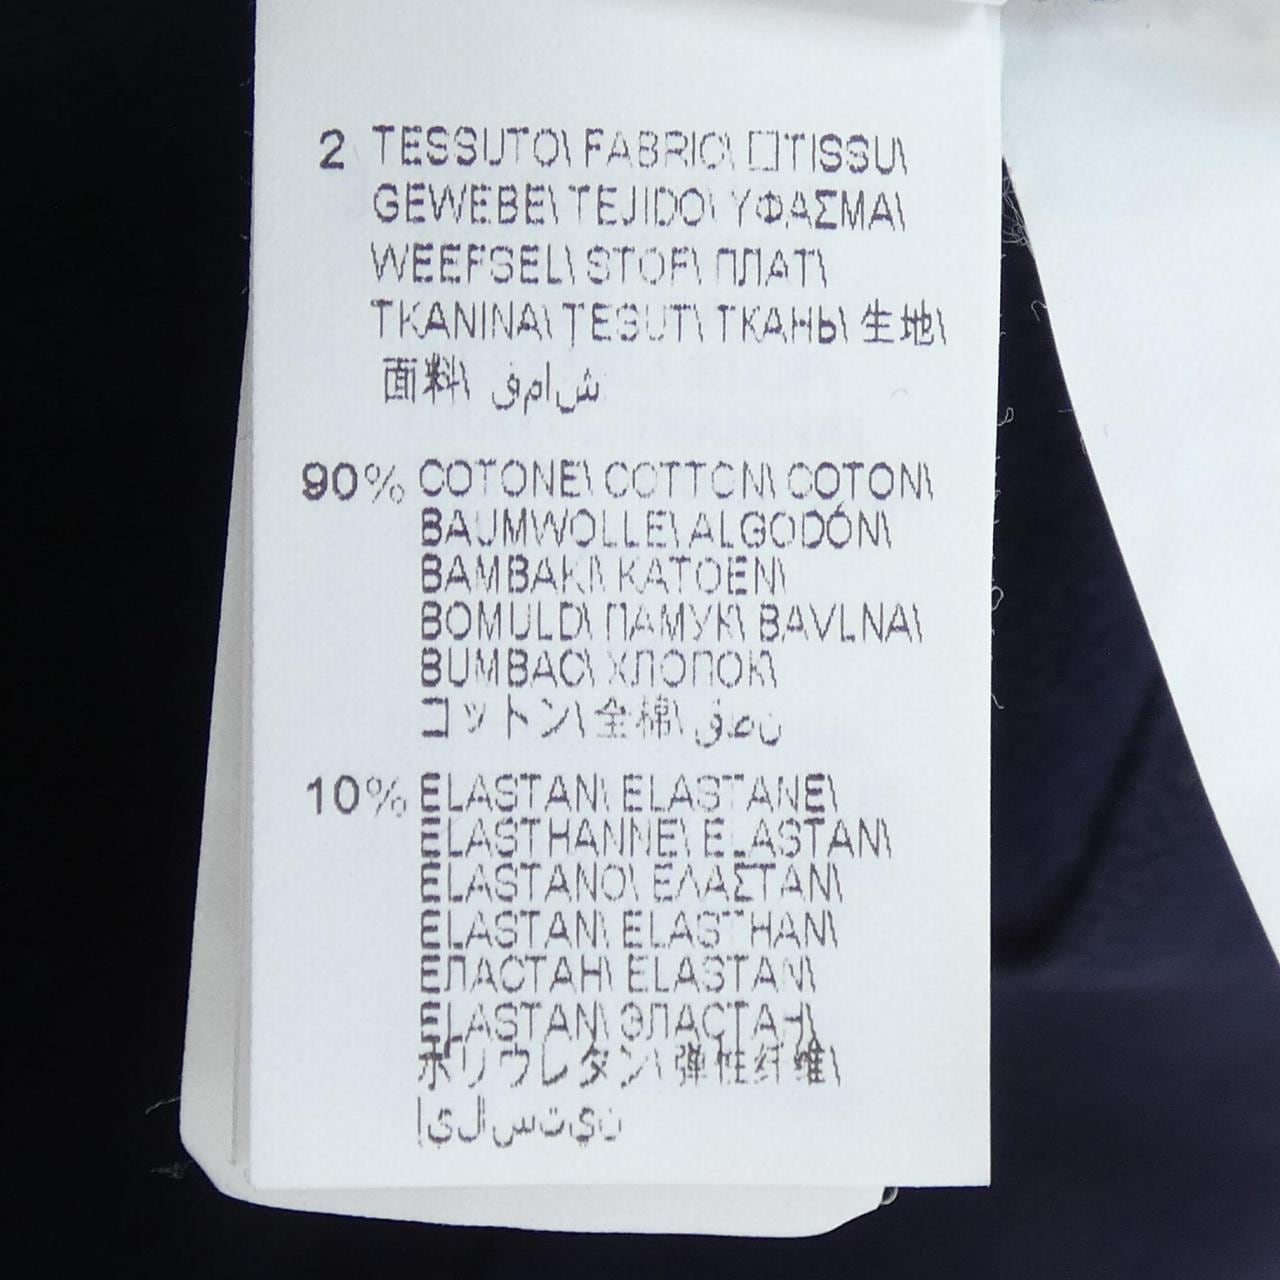 2 TESSUTO\ FABRIC\ □TISSU\
GEWEBE\ TEJIDO\ ΥΦΑΣΜΑ\
WEEFSEL\ STOF\ ПЛАТ\
TKANINA\ ȚESUT\ ТКАНЬ\ 生地\
面料\ قماش
90% COTONE\ COTTON\ COTON\
BAUMWOLLE\ ALGODÓN\
BAMBAKI\ KATOEN\
BOMULD\ ПАМУК\ BAVLNA\
BUMBAC\ ХЛОПОК\
コットン\ 全棉\ قطن
10% ELASTAN\ ELASTANE\
ELASTHANNE\ ELASTAN\
ELASTANO\ ΕΛΑΣΤΑΝ\
ELASTAN\ ELASTHAN\
ЕЛАСТАН\ ELASTAN\
ELASTAN\ ЭЛАСТАН\
ポリウレタン\ 弹性纤维\
إيلاستين